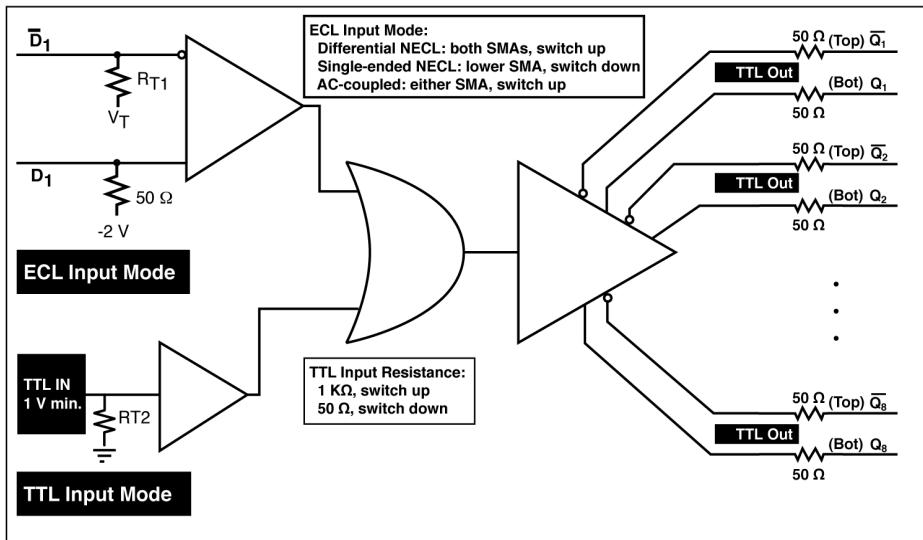 D̅₁
R_T1
V_T
D₁
50 Ω
-2 V
ECL Input Mode
ECL Input Mode:
Differential NECL: both SMAs, switch up
Single-ended NECL: lower SMA, switch down
AC-coupled: either SMA, switch up
TTL IN
1 V min.
RT2
TTL Input Mode
TTL Input Resistance:
1 KΩ, switch up
50 Ω, switch down
50 Ω
(Top) Q̅₁
TTL Out
(Bot) Q₁
50 Ω
50 Ω
(Top) Q̅₂
TTL Out
(Bot) Q₂
50 Ω
50 Ω
(Top) Q̅₈
TTL Out
(Bot) Q₈
50 Ω